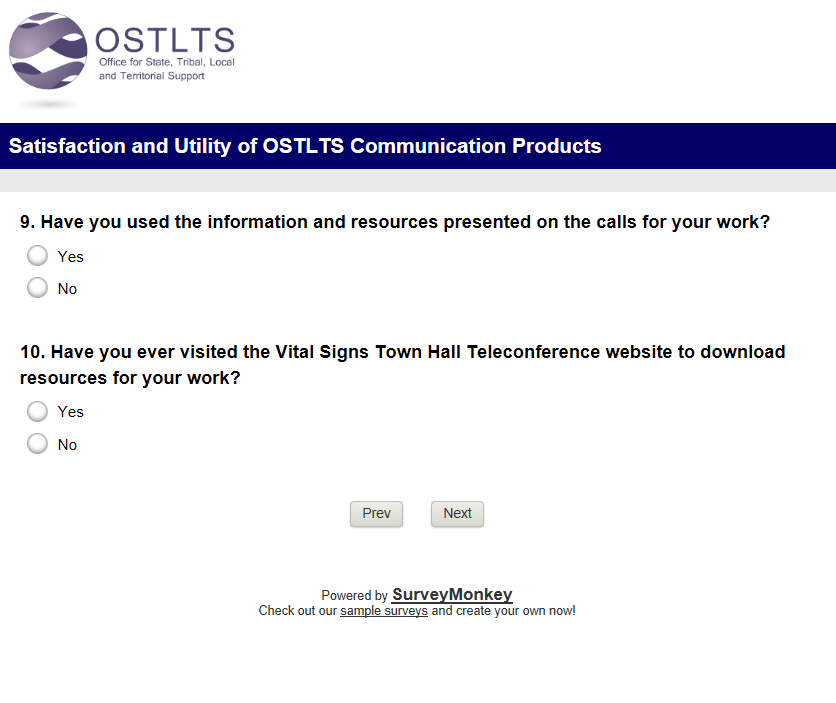 OSTLTS
Office for State, Tribal, Local
and Territorial Support
Satisfaction and Utility of OSTLTS Communication Products
9. Have you used the information and resources presented on the calls for your work?
Yes
No
10. Have you ever visited the Vital Signs Town Hall Teleconference website to download
resources for your work?
Yes
No
Prev Next
Powered by SurveyMonkey
Check out our sample surveys and create your own now!